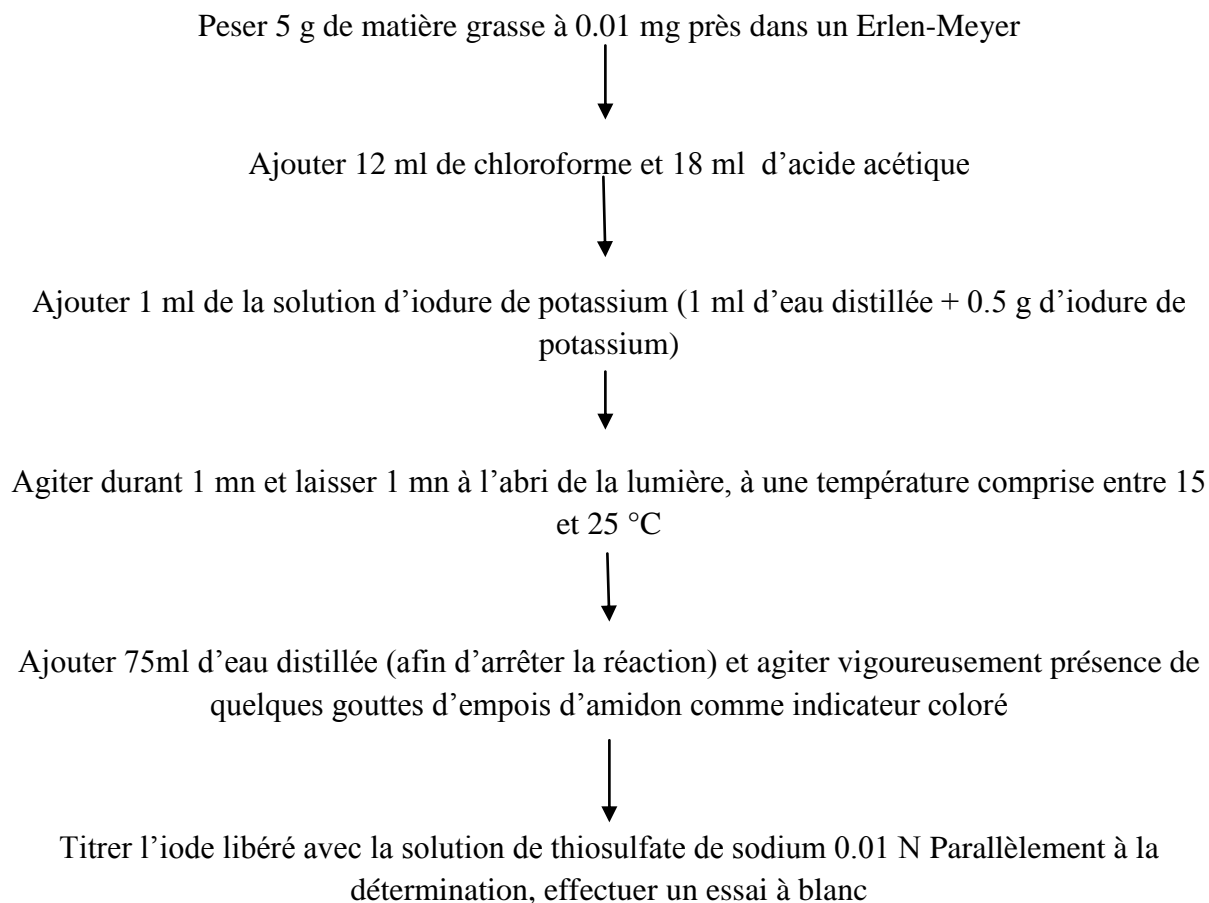 Peser 5 g de matière grasse à 0.01 mg près dans un Erlen-Meyer
Ajouter 12 ml de chloroforme et 18 ml d’acide acétique
Ajouter 1 ml de la solution d’iodure de potassium (1 ml d’eau distillée + 0.5 g d’iodure de
potassium)
Agiter durant 1 mn et laisser 1 mn à l’abri de la lumière, à une température comprise entre 15
et 25 °C
Ajouter 75ml d’eau distillée (afin d’arrêter la réaction) et agiter vigoureusement présence de
quelques gouttes d’empois d’amidon comme indicateur coloré
Titrer l’iode libéré avec la solution de thiosulfate de sodium 0.01 N Parallèlement à la
détermination, effectuer un essai à blanc